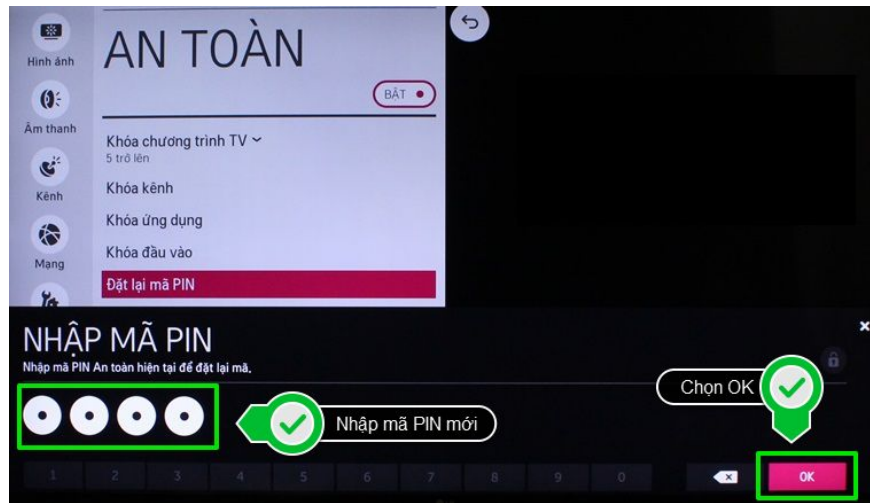 AN TOÀN
BẬT
Hình ảnh
Âm thanh
Kênh
Mạng
Khóa chương trình TV
5 trở lên
Khóa kênh
Khóa ứng dụng
Khóa đầu vào
Đặt lại mã PIN
NHẬP MÃ PIN
Nhập mã PIN An toàn hiện tại để đặt lại mã.
Chọn OK
Nhập mã PIN mới
1 2 3 4 5 6 7 8 9 0
OK